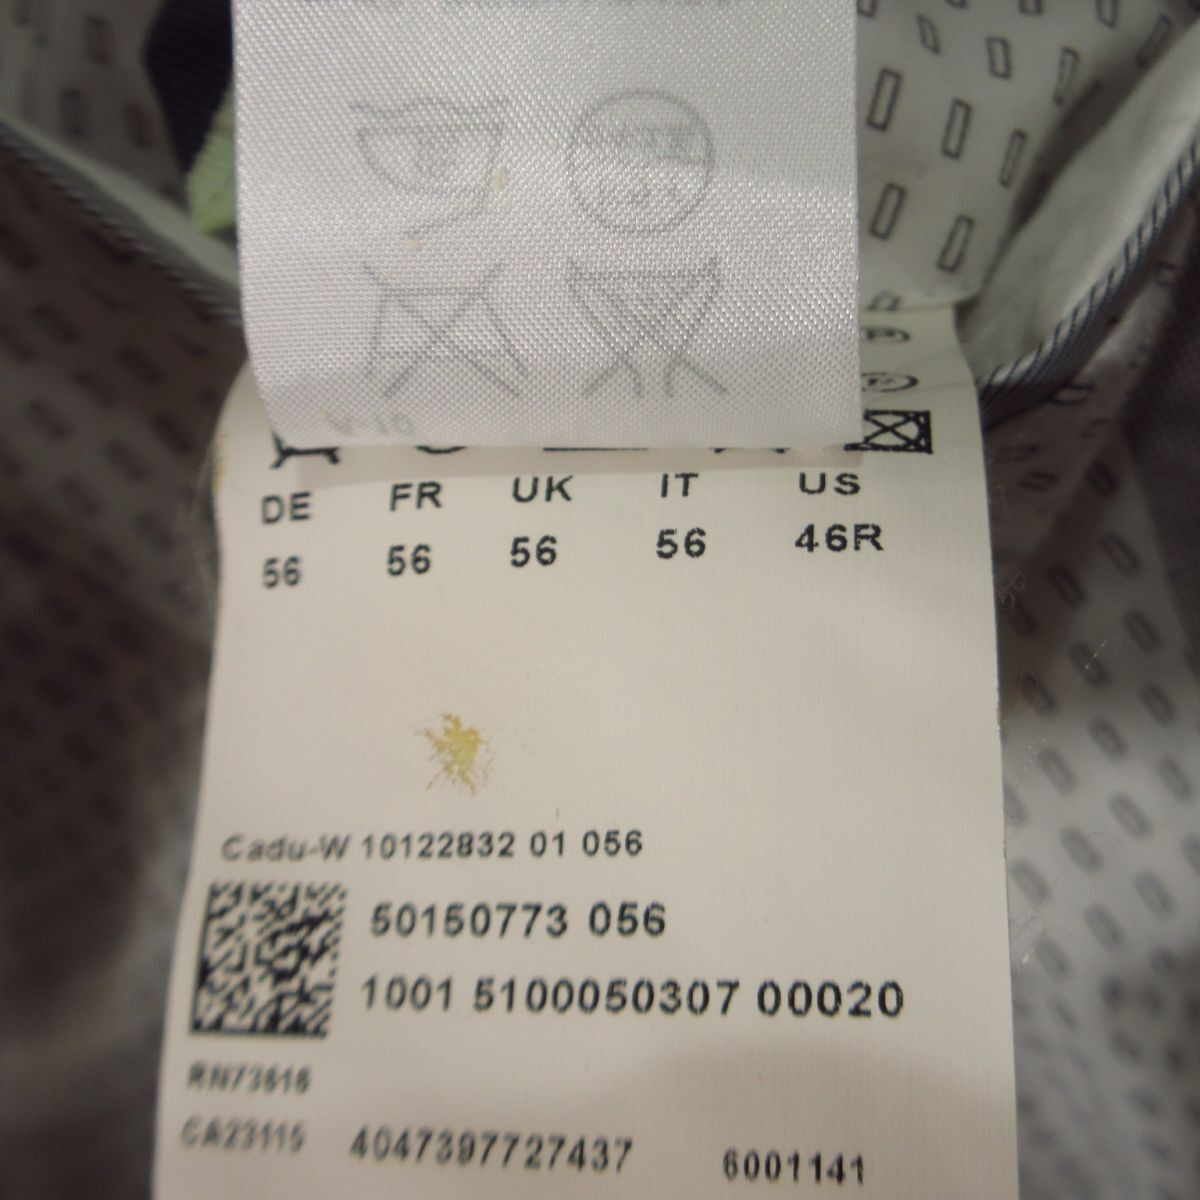 DE FR UK IT US
56 56 56 56 46R
Cadu-W 10122832 01 056
50150773 056
1001 5100050307 00020
RN73616
CA23115 4047397727437 6001141